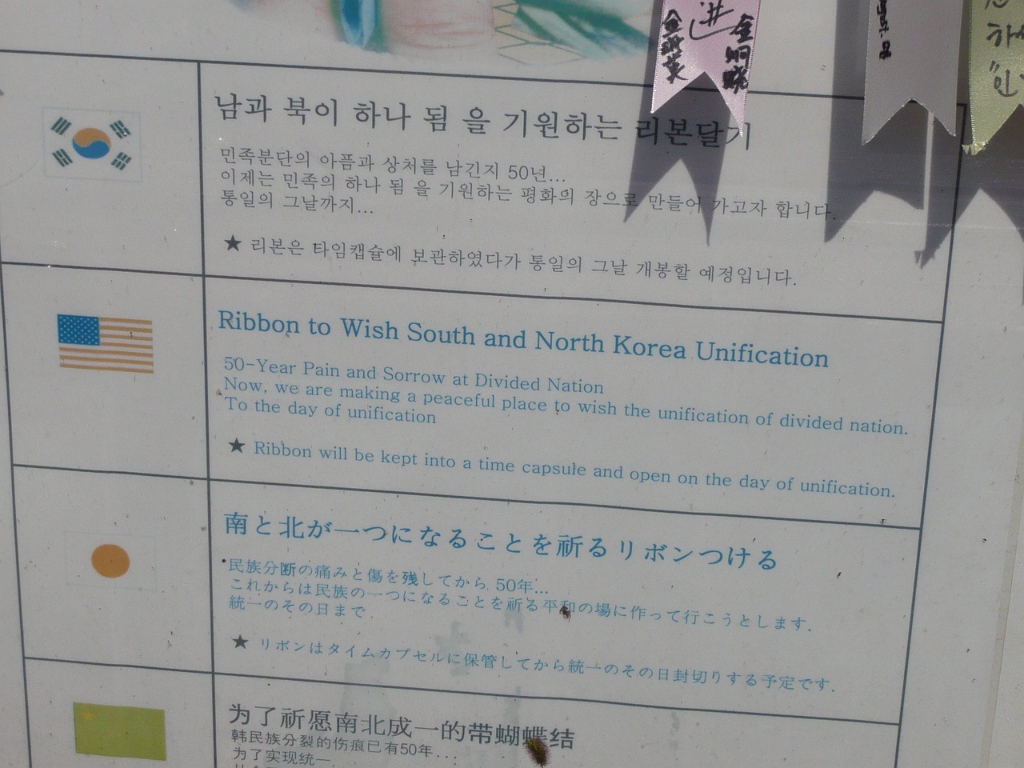 남과 북이 하나 됨 을 기원하는 리본달기
민족분단의 아픔과 상처를 남긴지 50년...
이제는 민족의 하나 됨 을 기원하는 평화의 장으로 만들어 가고자 합니다.
통일의 그날까지...
★ 리본은 타임캡슐에 보관하였다가 통일의 그날 개봉할 예정입니다.
Ribbon to Wish South and North Korea Unification
50-Year Pain and Sorrow at Divided Nation
Now, we are making a peaceful place to wish the unification of divided nation.
To the day of unification
★ Ribbon will be kept into a time capsule and open on the day of unification.
南と北が一つになることを祈るリボンつける
民族分断の痛みと傷を残してから 50年...
これからは民族の一つになることを祈る平和の場に作って行こうとします.
統一のその日まで
★ リボンはタイムカプセルに保管してから統一のその日封切りする予定です.
为了祈愿南北成一的带蝴蝶结
韩民族分裂的伤痕已有50年...
为了实现统一